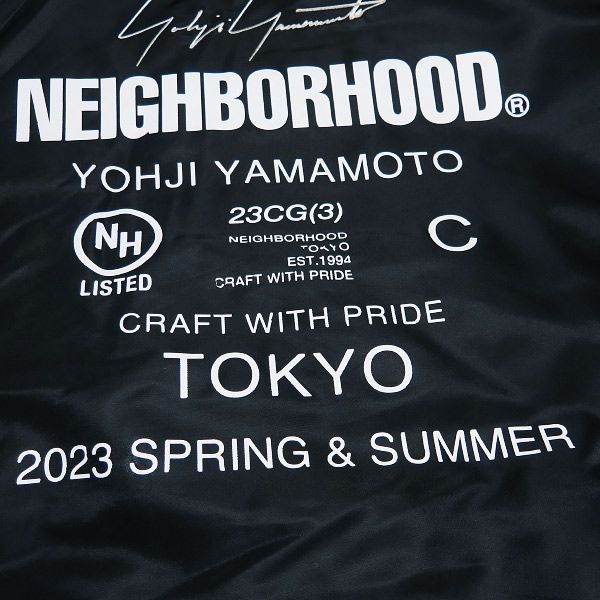 Yohji Yamamoto
NEIGHBORHOOD®
YOHJI YAMAMOTO
NH
LISTED
23CG(3)
NEIGHBORHOOD
TOKYO
EST.1994
CRAFT WITH PRIDE
C
CRAFT WITH PRIDE
TOKYO
2023 SPRING & SUMMER